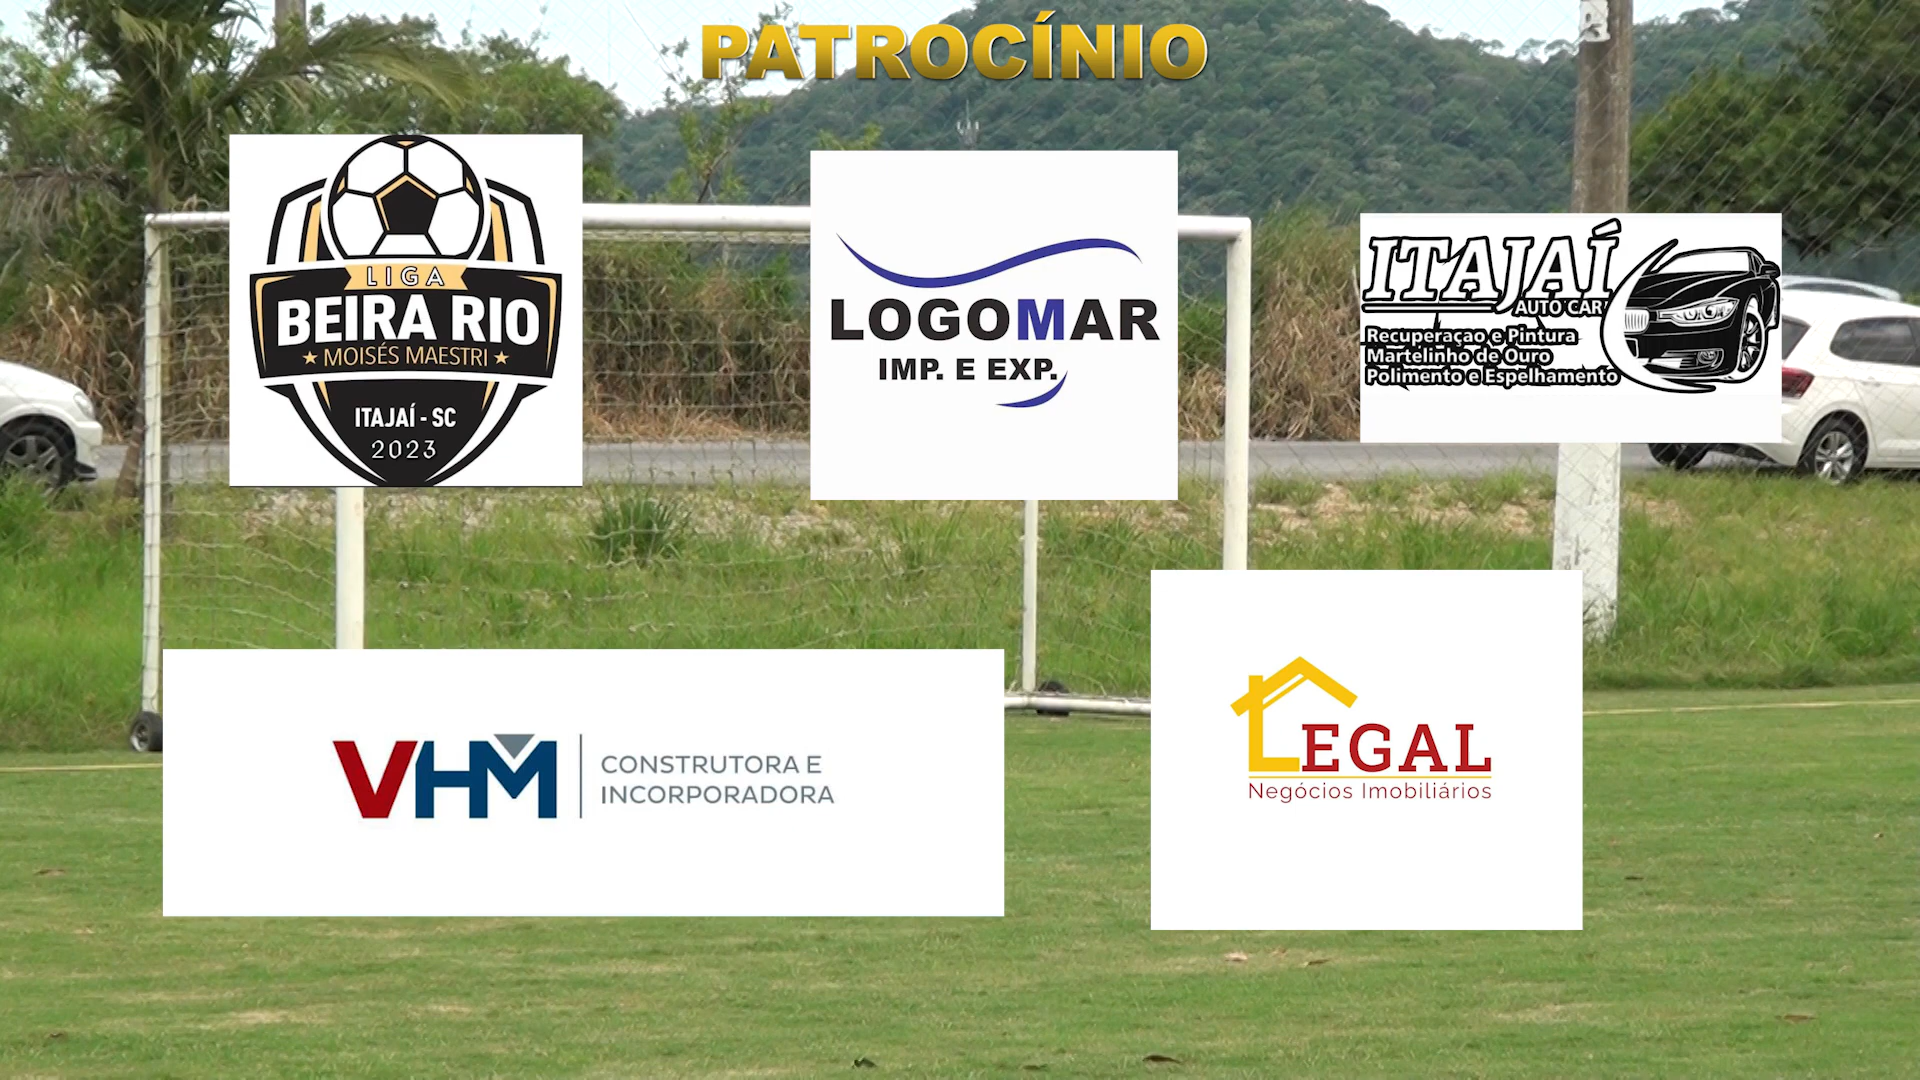 PATROCÍNIO
LIGA
BEIRA RIO
MOISÉS MAESTRI
ITAJAÍ - SC
2023
LOGOMAR
IMP. E EXP.
ITAJAÍ
AUTO CAR
Recuperaçao e Pintura
Martelinho de Ouro
Polimento e Espelhamento
VHM
CONSTRUTORA E
INCORPORADORA
LEGAL
Negócios Imobiliários